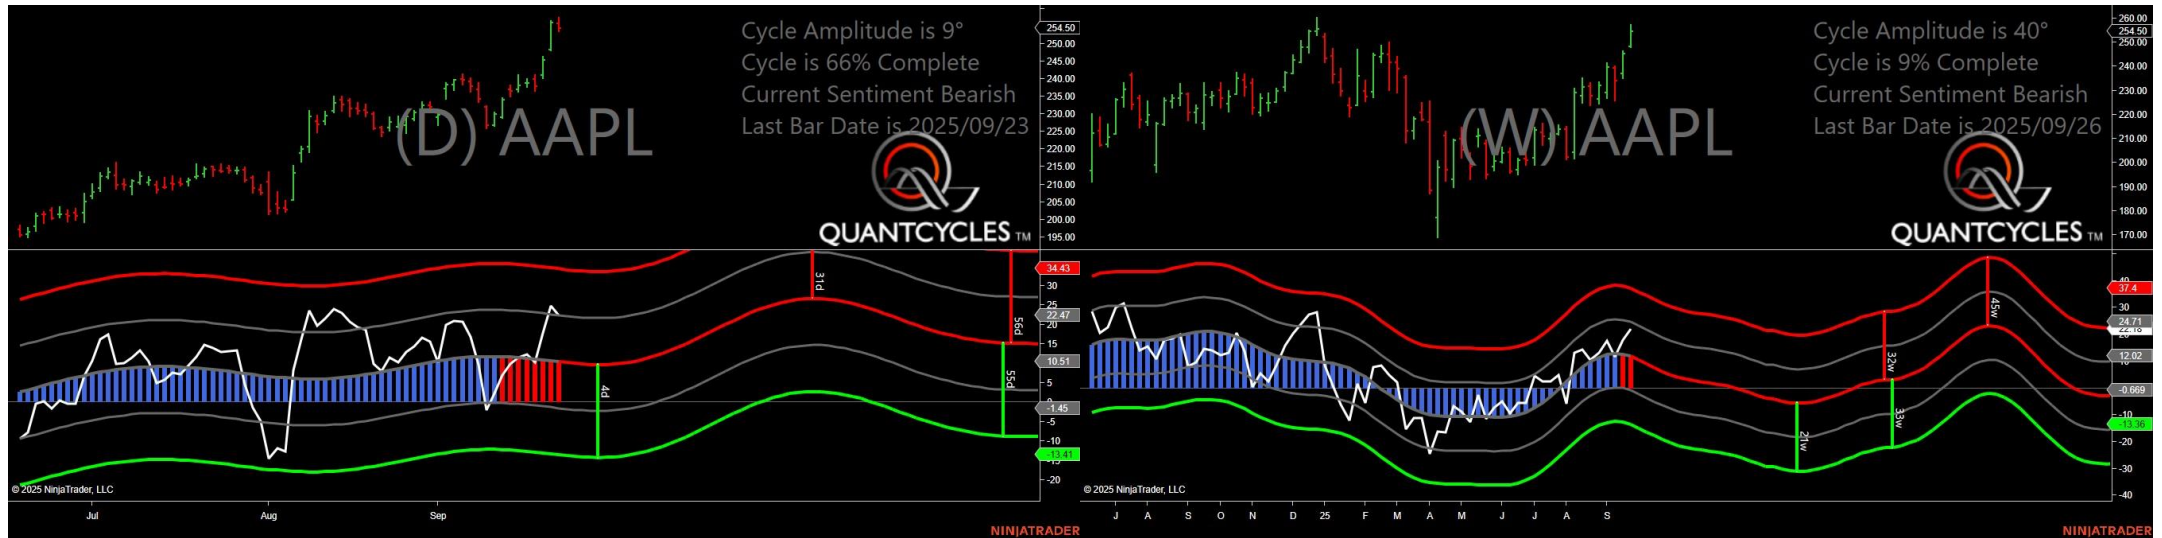 Cycle Amplitude is 9°
Cycle is 66% Complete
Current Sentiment Bearish
Last Bar Date is 2025/09/23
(D) AAPL
QUANTCYCLES TM
254.50
250.00
245.00
240.00
235.00
230.00
225.00
220.00
215.00
210.00
205.00
200.00
195.00
34.43
30
25
22.47
20
15
10.51
5
0
-1.45
-5
-10
-13.41
-15
-20
31d
56d
4d
55d
© 2025 NinjaTrader, LLC
Jul
Aug
Sep
NINJATRADER
Cycle Amplitude is 40°
Cycle is 9% Complete
Current Sentiment Bearish
Last Bar Date is 2025/09/26
(W) AAPL
QUANTCYCLES TM
260.00
254.50
250.00
240.00
230.00
220.00
210.00
200.00
190.00
180.00
170.00
40
37.4
30
24.71
22.18
12.02
-0.669
-10
-13.36
-20
-30
-40
45w
32w
21w
33w
© 2025 NinjaTrader, LLC
J A S O N D 25 F M A M J J A S
NINJATRADER